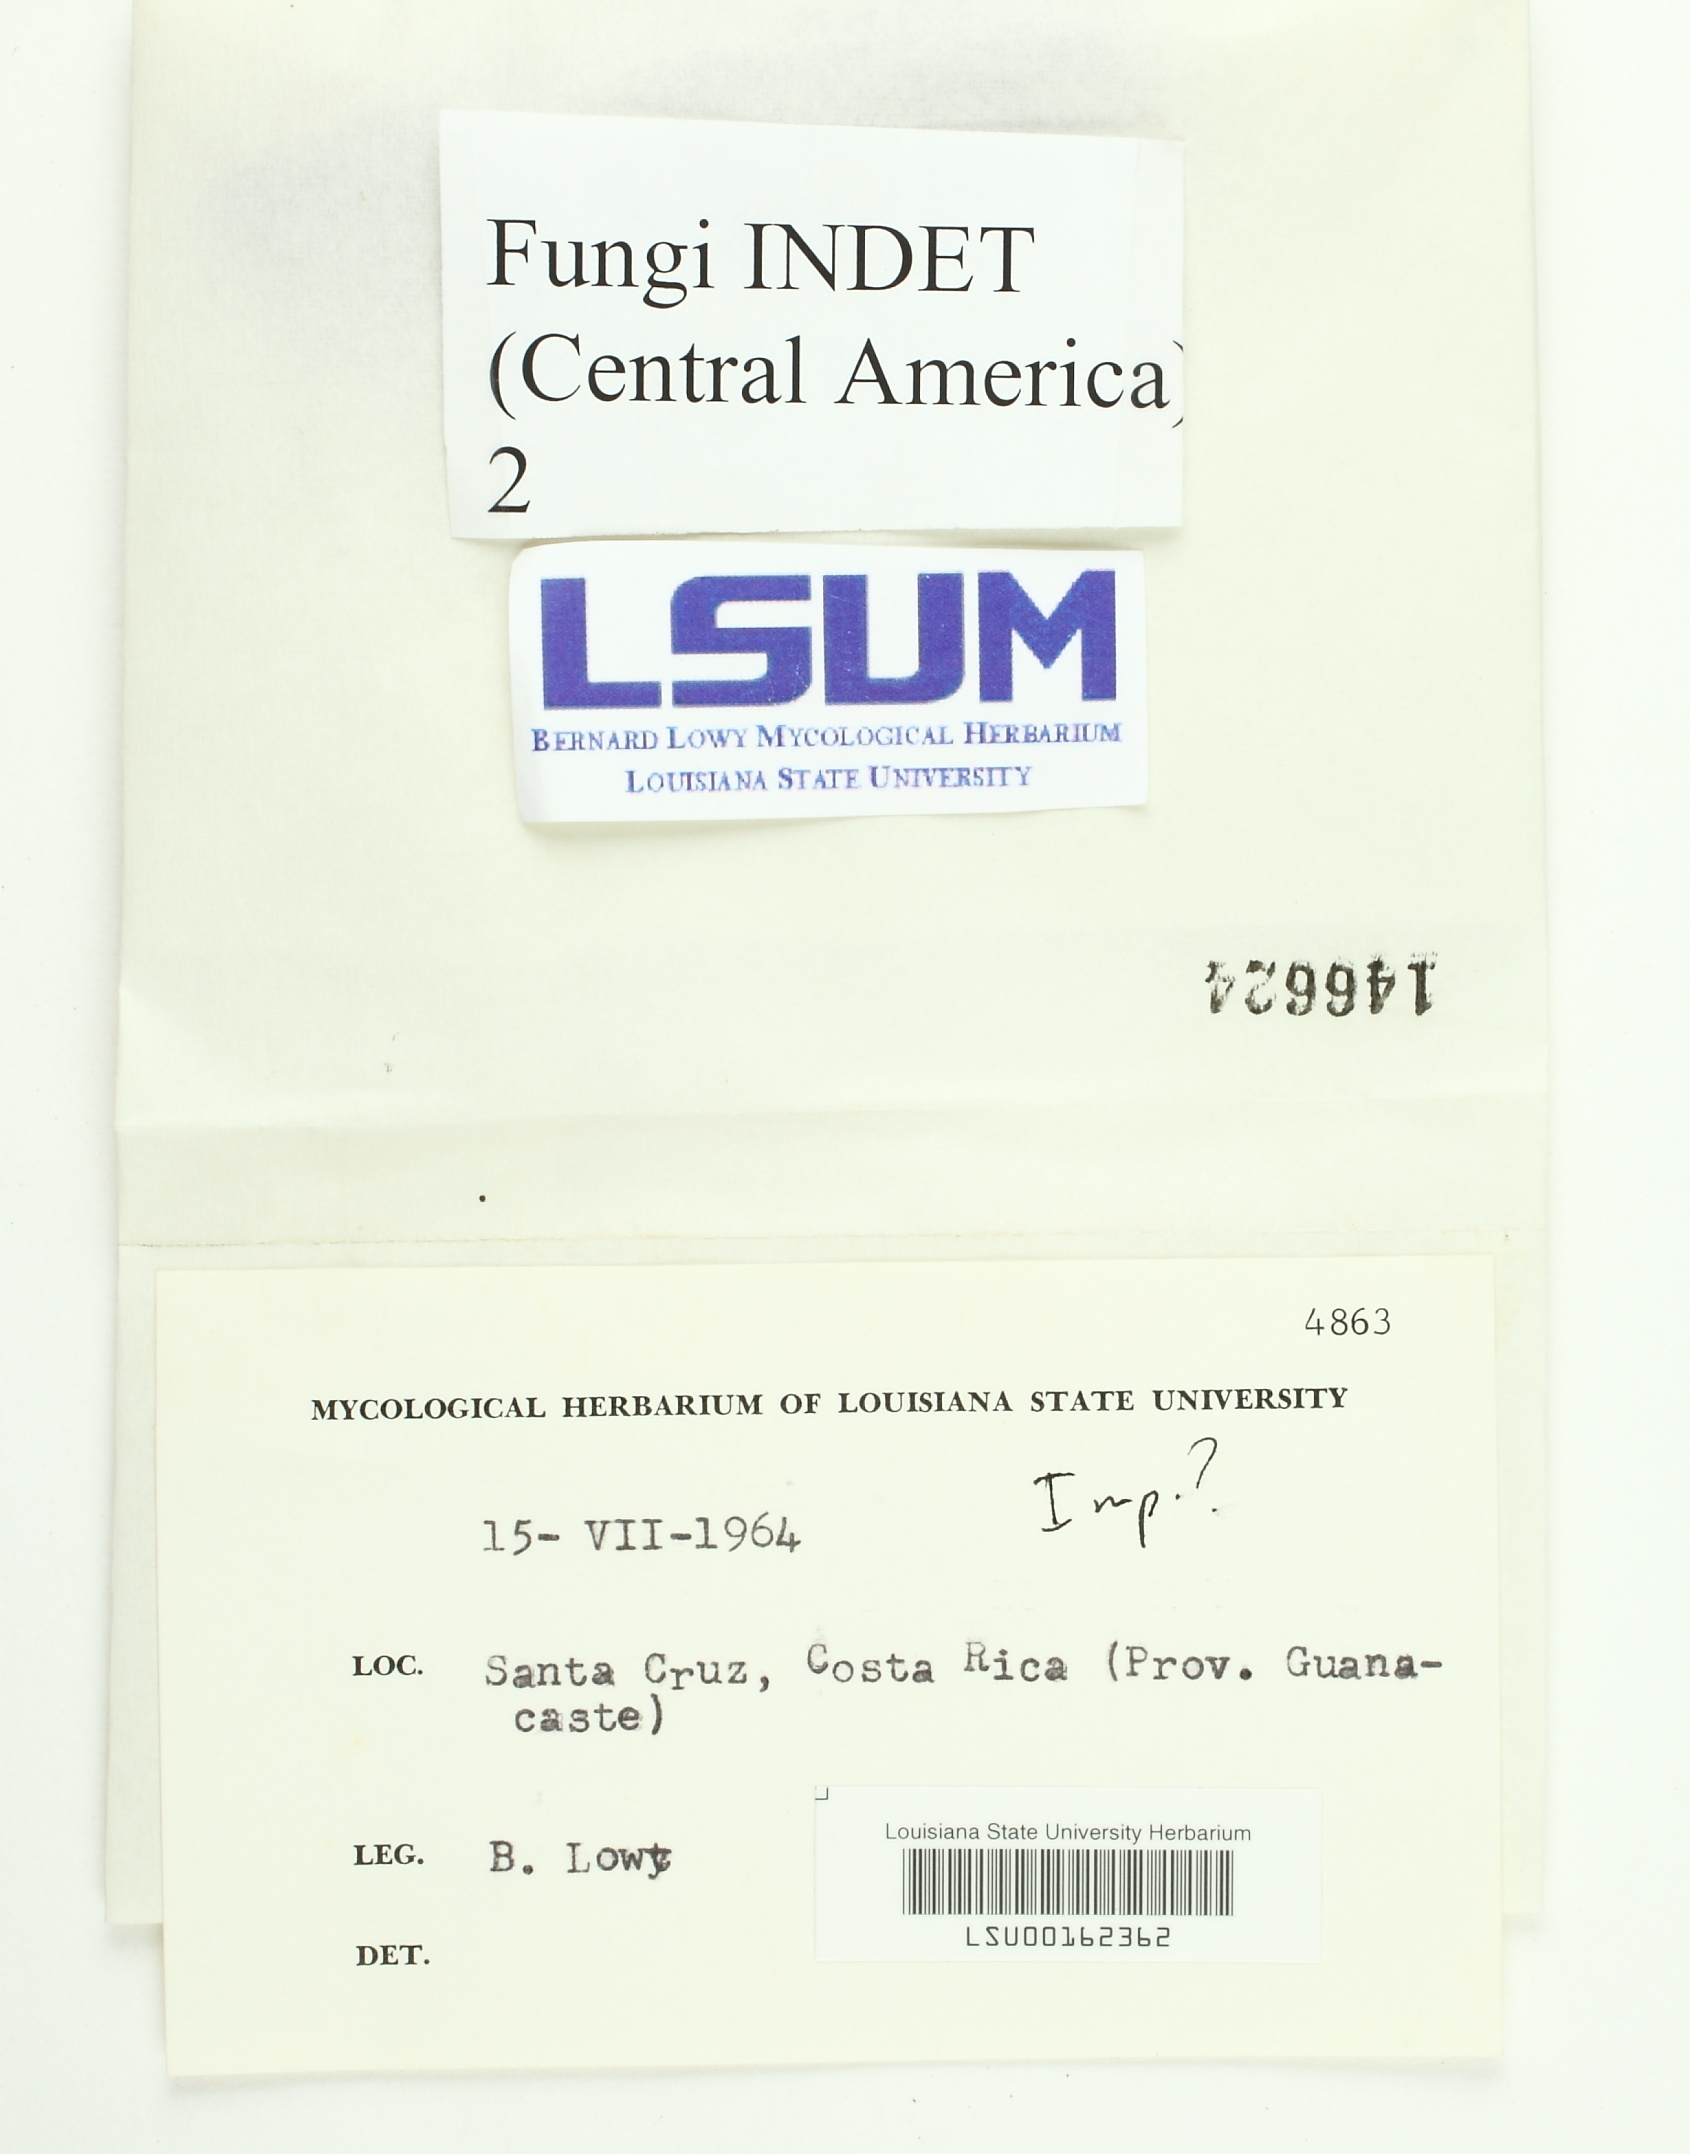 Fungi INDET
(Central America)
2
LSUM
BERNARD LOWY MYCOLOGICAL HERBARIUM
LOUISIANA STATE UNIVERSITY
146624
4863
MYCOLOGICAL HERBARIUM OF LOUISIANA STATE UNIVERSITY
Imp.?
15- VII-1964
LOC. Santa Cruz, Costa Rica (Prov. Guana-
caste)
LEG. B. Lowy
Louisiana State University Herbarium
LSU00162362
DET.